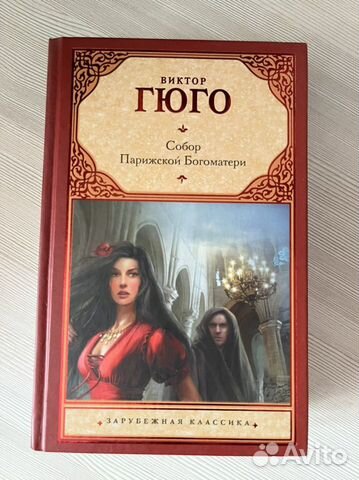 ВИКТОР
ГЮГО
Собор
Парижской Богоматери
ЗАРУБЕЖНАЯ КЛАССИКА
Avito